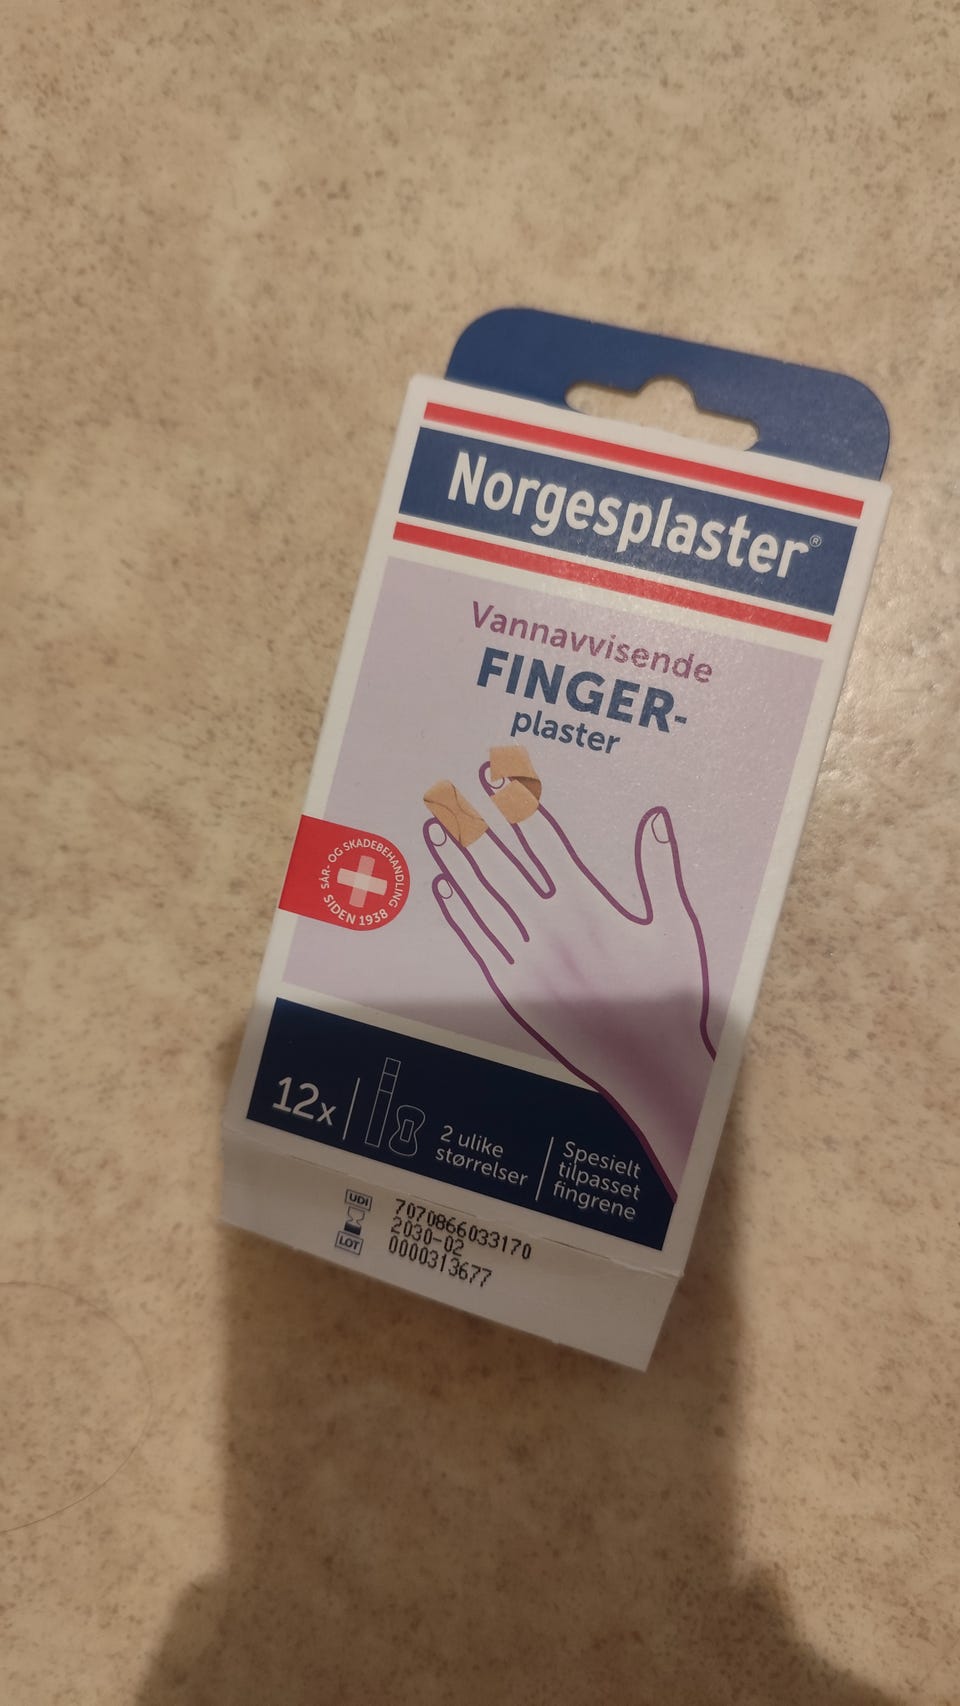 Norgesplaster®
Vannavvisende
FINGER-
plaster
SÅR- OG SKADEBEHANDLING
SIDEN 1938
12x
2 ulike
størrelser
Spesielt
tilpasset
fingrene
UDI 7070866033170
2030-02
LOT 0000313677